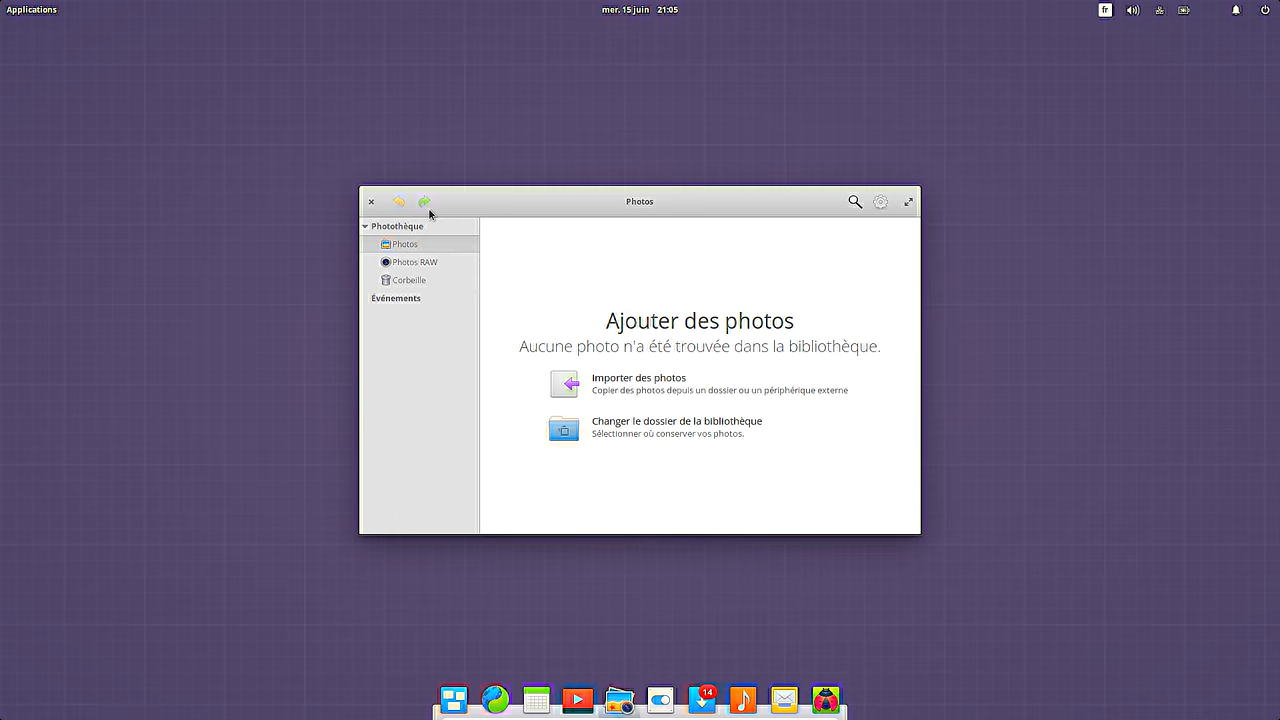 Applications
mer. 15 juin 21:05
fr
Photos
Photothèque
Photos
Photos RAW
Corbeille
Événements
Ajouter des photos
Aucune photo n'a été trouvée dans la bibliothèque.
Importer des photos
Copier des photos depuis un dossier ou un périphérique externe
Changer le dossier de la bibliothèque
Sélectionner où conserver vos photos.
14